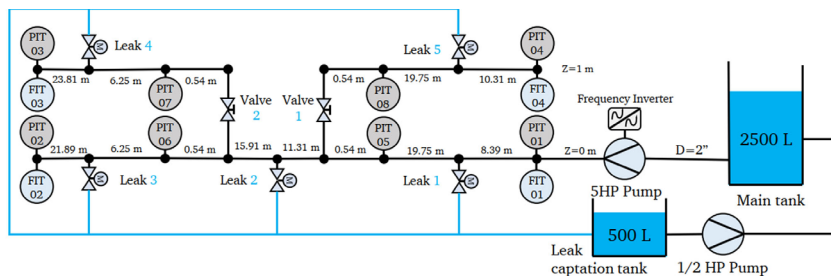 PIT
03
Leak 4
Leak 5
PIT
04
23.81 m
6.25 m
0.54 m
0.54 m
19.75 m
10.31 m
Z=1 m
FIT
03
PIT
07
Valve
2
Valve
1
PIT
08
FIT
04
Frequency Inverter
PIT
02
PIT
06
PIT
05
PIT
01
2500 L
21.89 m
6.25 m
0.54 m
15.91 m
11.31 m
0.54 m
19.75 m
8.39 m
Z=0 m
D=2”
FIT
02
Leak 3
Leak 2
Leak 1
FIT
01
5HP Pump
Main tank
M
M
M
M
M
500 L
Leak
captation tank
1/2 HP Pump